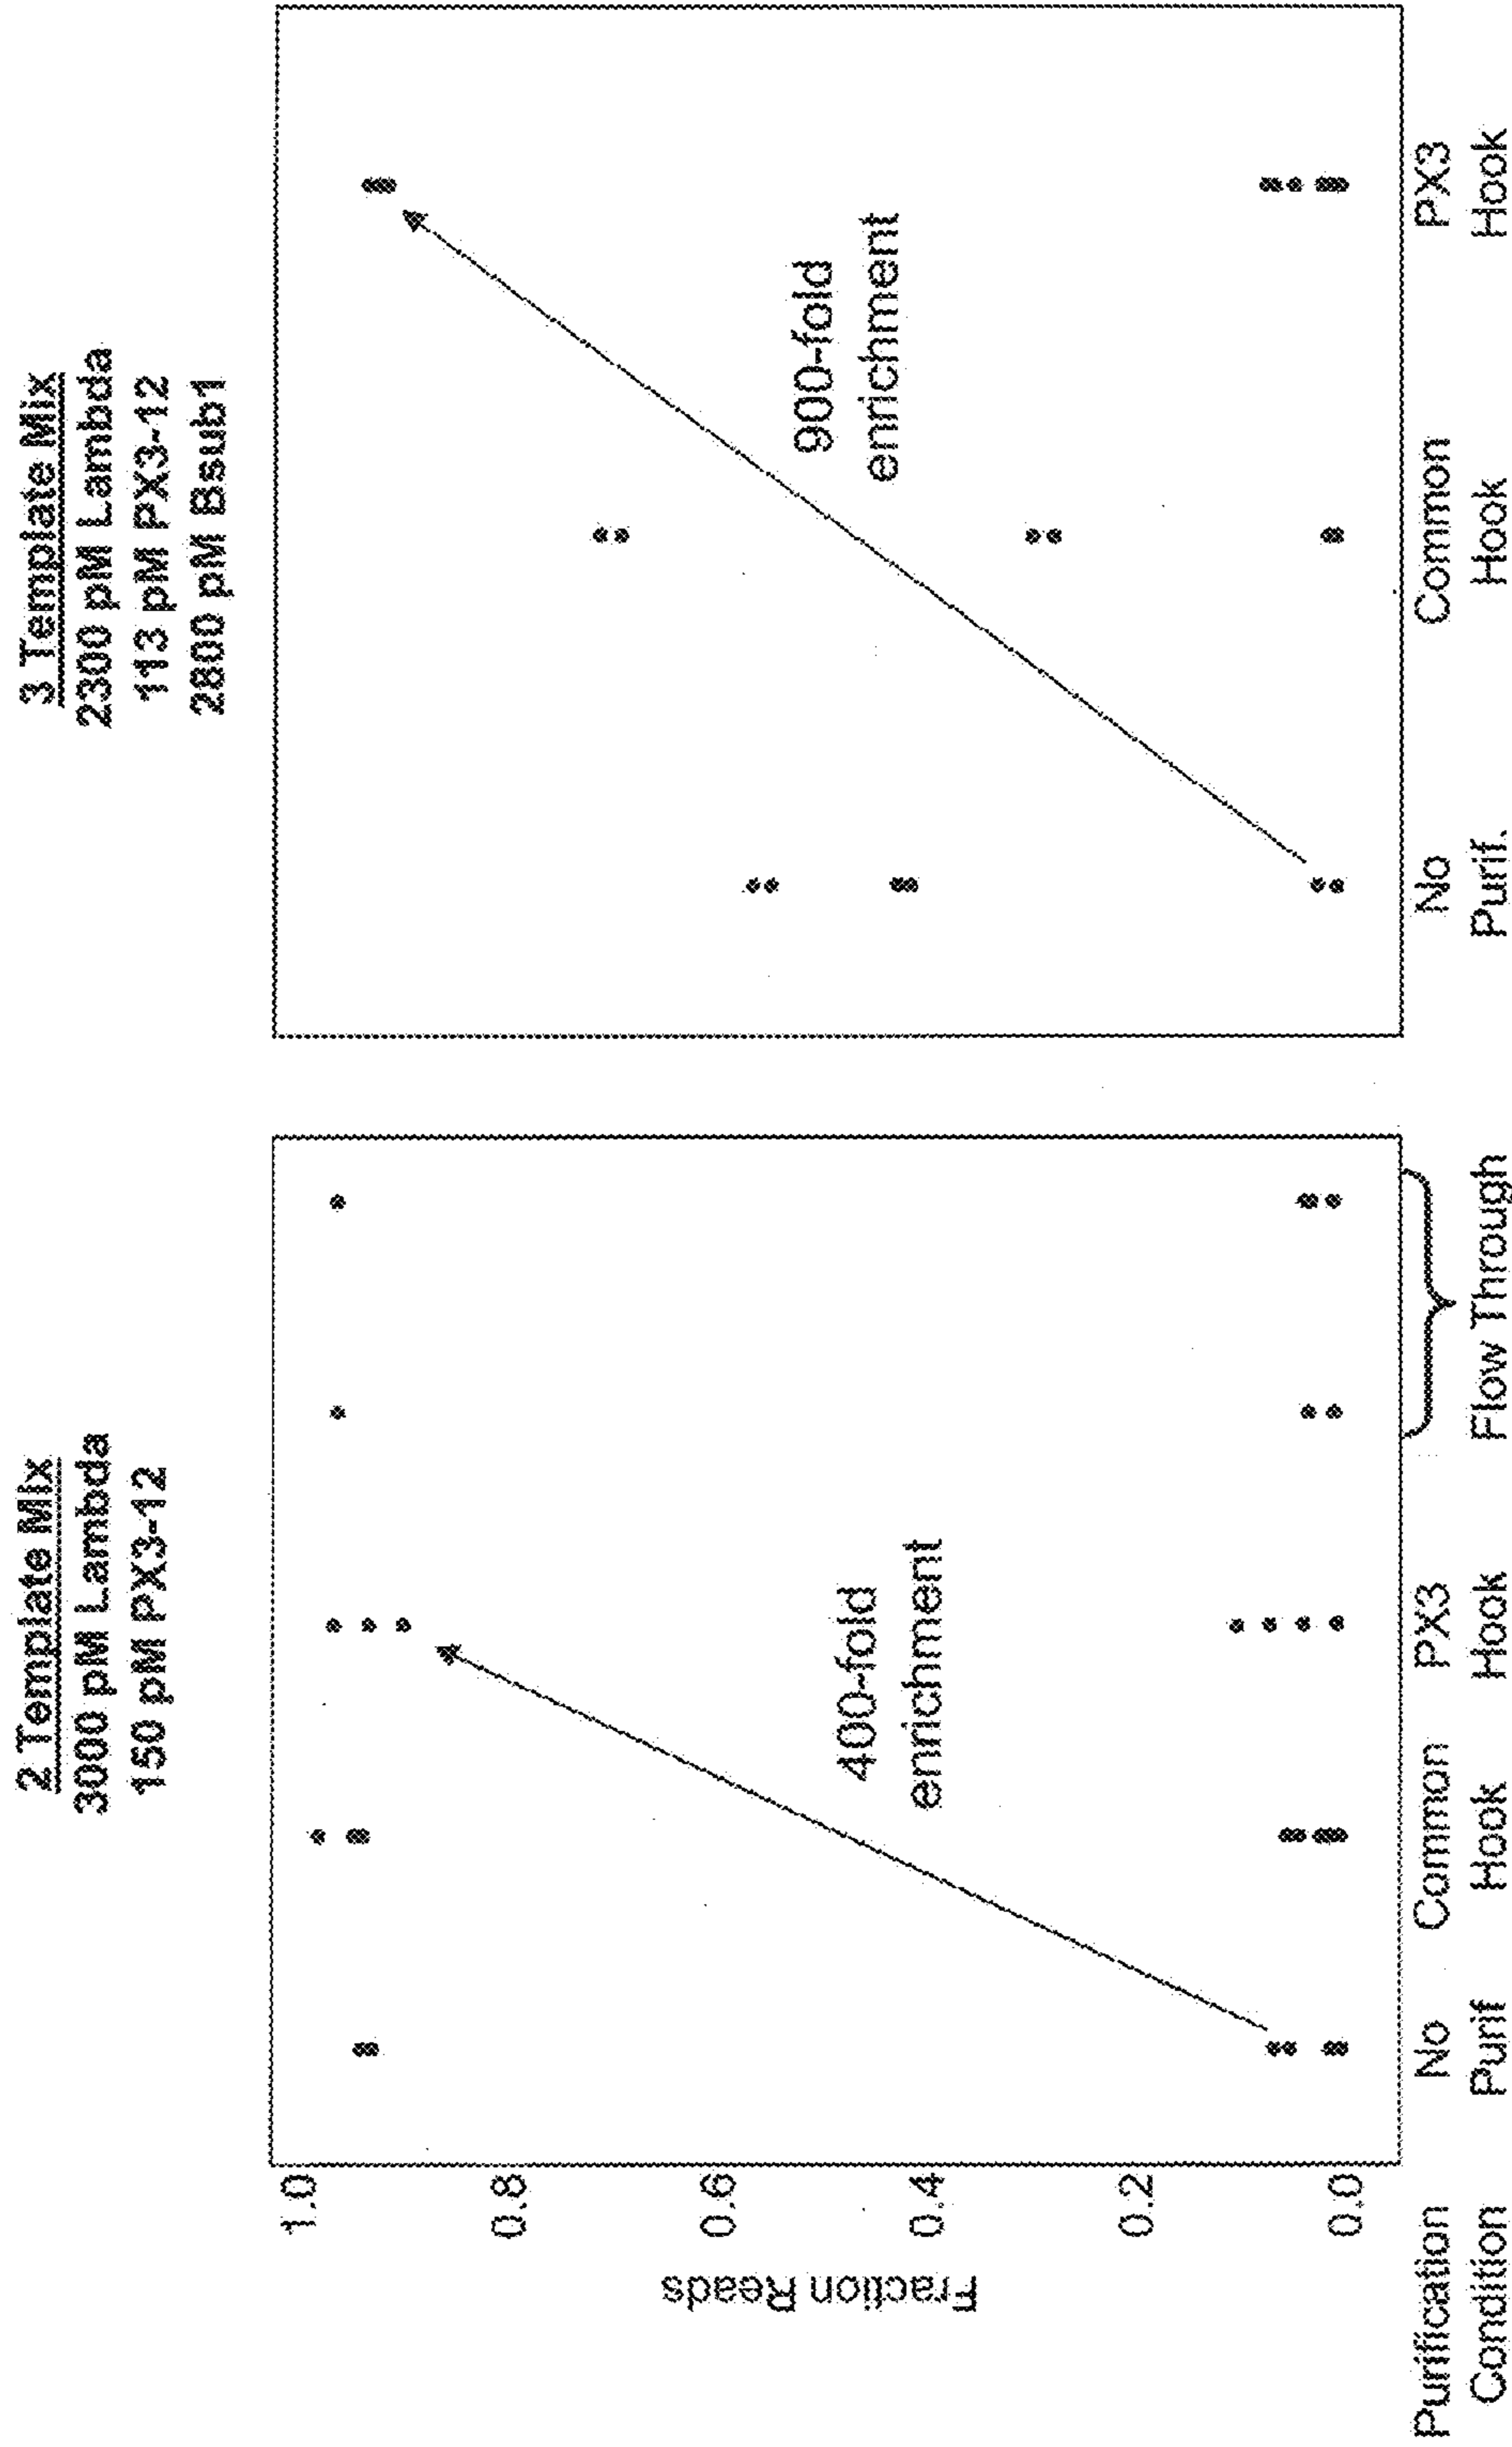 2 Template Mix
3000 pM Lambda
150 pM PX3-12
3 Template Mix
2300 pM Lambda
113 pM PX3-12
2800 pM Bsub1
Fraction Reads
1.0
0.8
0.6
0.4
0.2
0.0
400-fold
enrichment
900-fold
enrichment
Purification
Condition
No
Purif
Common
Hook
PX3
Hook
Flow Through
No
Purif.
Common
Hook
PX3
Hook